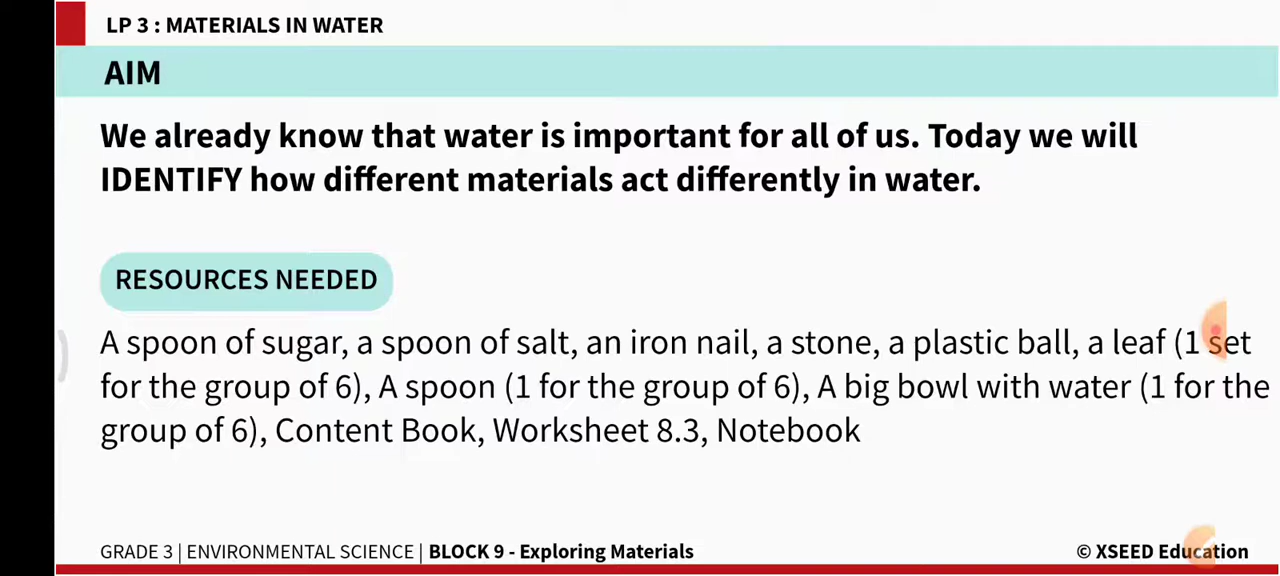 LP 3 : MATERIALS IN WATER
AIM
We already know that water is important for all of us. Today we will
IDENTIFY how different materials act differently in water.
RESOURCES NEEDED
A spoon of sugar, a spoon of salt, an iron nail, a stone, a plastic ball, a leaf (1 set
for the group of 6), A spoon (1 for the group of 6), A big bowl with water (1 for the
group of 6), Content Book, Worksheet 8.3, Notebook
GRADE 3 | ENVIRONMENTAL SCIENCE | BLOCK 9 - Exploring Materials
© XSEED Education